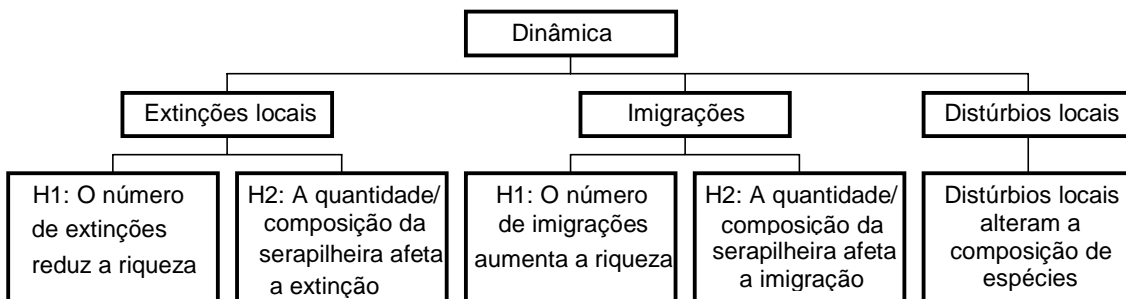 Dinâmica
Extinções locais
Imigrações
Distúrbios locais
H1: O número
de extinções
reduz a riqueza
H2: A quantidade/
composição da
serapilheira afeta
a extinção
H1: O número
de imigrações
aumenta a riqueza
H2: A quantidade/
composição da
serapilheira afeta
a imigração
Distúrbios locais
alteram a
composição de
espécies